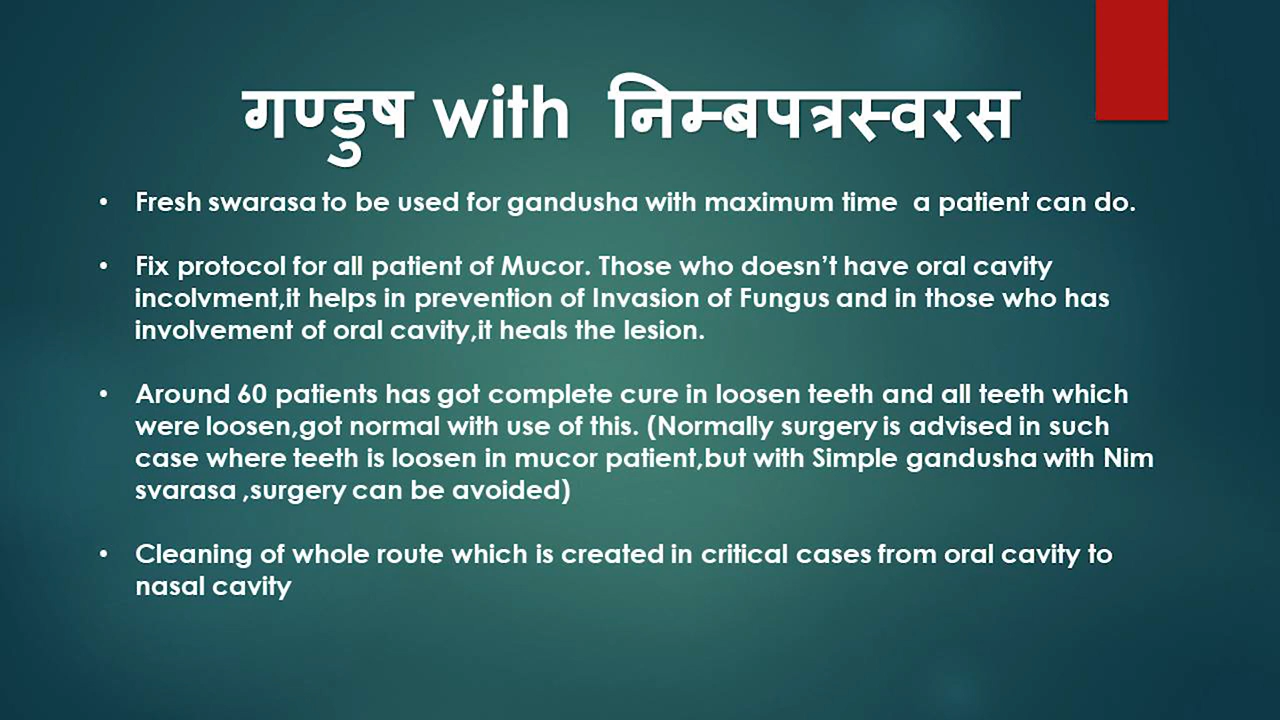 गण्डुष with निम्बपत्रस्वरस
• Fresh swarasa to be used for gandusha with maximum time a patient can do.
• Fix protocol for all patient of Mucor. Those who doesn't have oral cavity
incolvment,it helps in prevention of Invasion of Fungus and in those who has
involvement of oral cavity,it heals the lesion.
• Around 60 patients has got complete cure in loosen teeth and all teeth which
were loosen,got normal with use of this. (Normally surgery is advised in such
case where teeth is loosen in mucor patient,but with Simple gandusha with Nim
svarasa ,surgery can be avoided)
• Cleaning of whole route which is created in critical cases from oral cavity to
nasal cavity